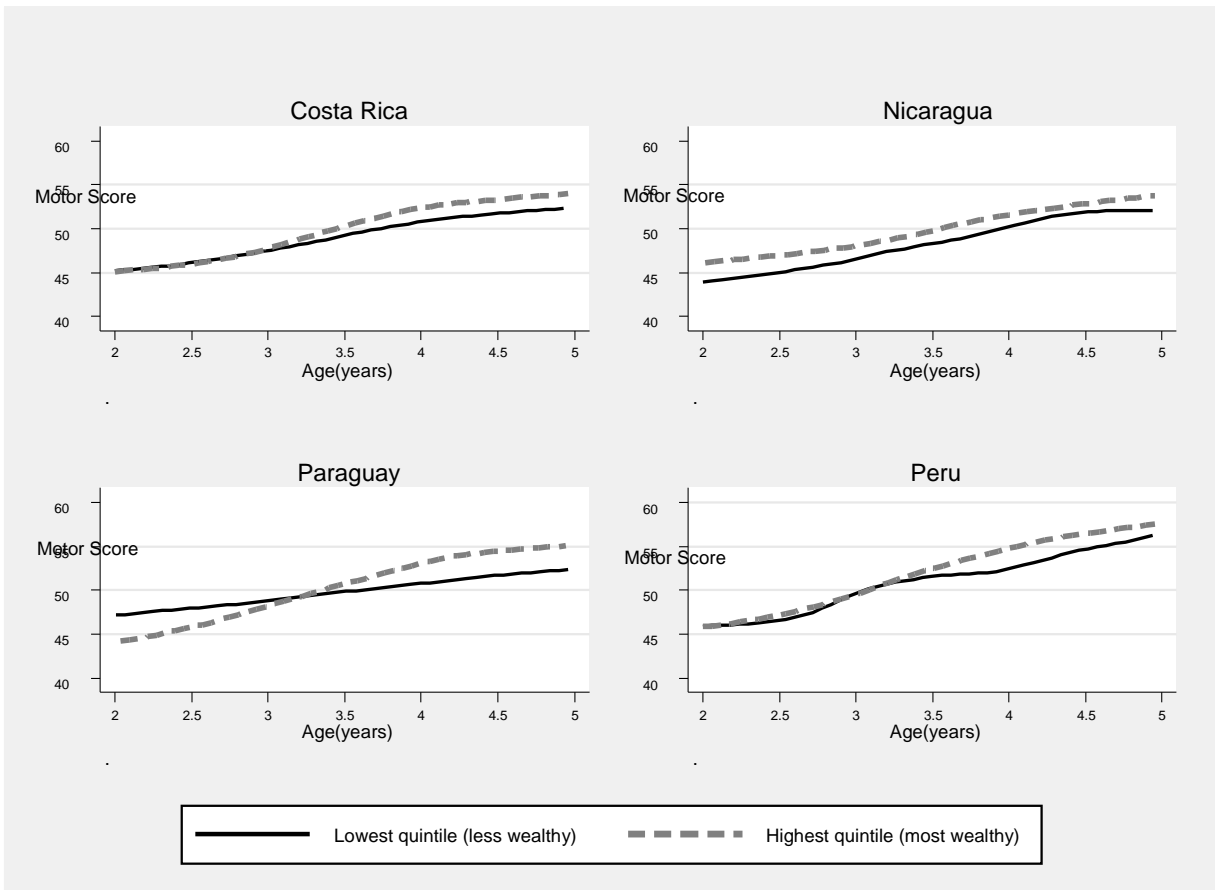 Costa Rica
60
55
Motor Score
50
45
40
2 2.5 3 3.5 4 4.5 5
Age(years)
.
Nicaragua
60
55
Motor Score
50
45
40
2 2.5 3 3.5 4 4.5 5
Age(years)
.
Paraguay
60
55
Motor Score
50
45
40
2 2.5 3 3.5 4 4.5 5
Age(years)
.
Peru
60
55
Motor Score
50
45
40
2 2.5 3 3.5 4 4.5 5
Age(years)
.
Lowest quintile (less wealthy) Highest quintile (most wealthy)